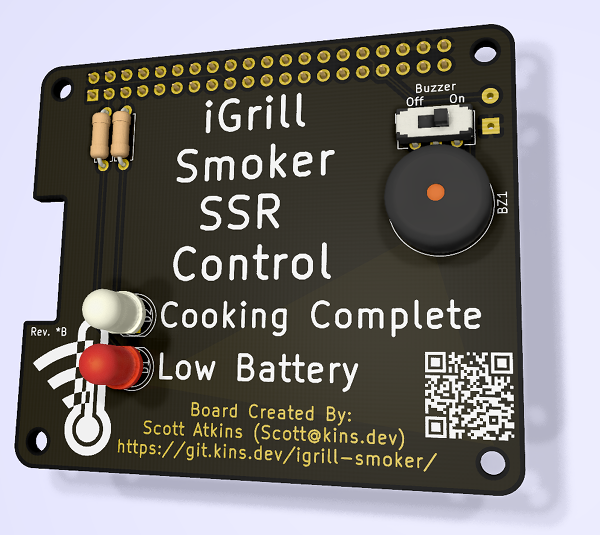 Buzzer
Off On
iGrill
Smoker
SSR
Control
BZ1
Cooking Complete
Rev. *B
Low Battery
D1
Board Created By:
Scott Atkins (Scott@kins.dev)
https://git.kins.dev/igrill-smoker/